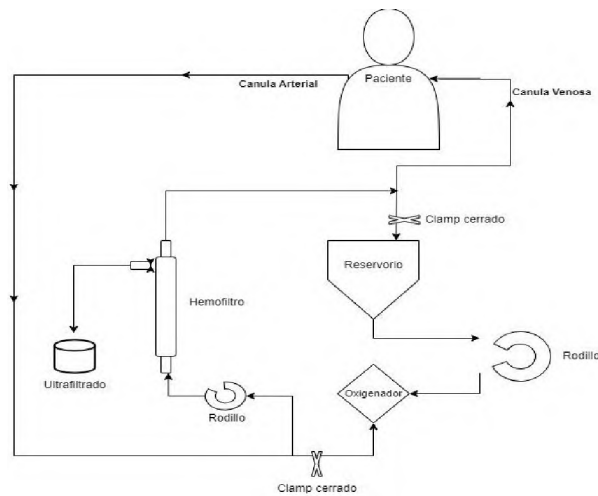 Paciente
Canula Arterial
Canula Venosa
Clamp cerrado
Reservorio
Hemofiltro
Rodillo
Ultrafiltrado
Oxigenador
Rodillo
Clamp cerrado